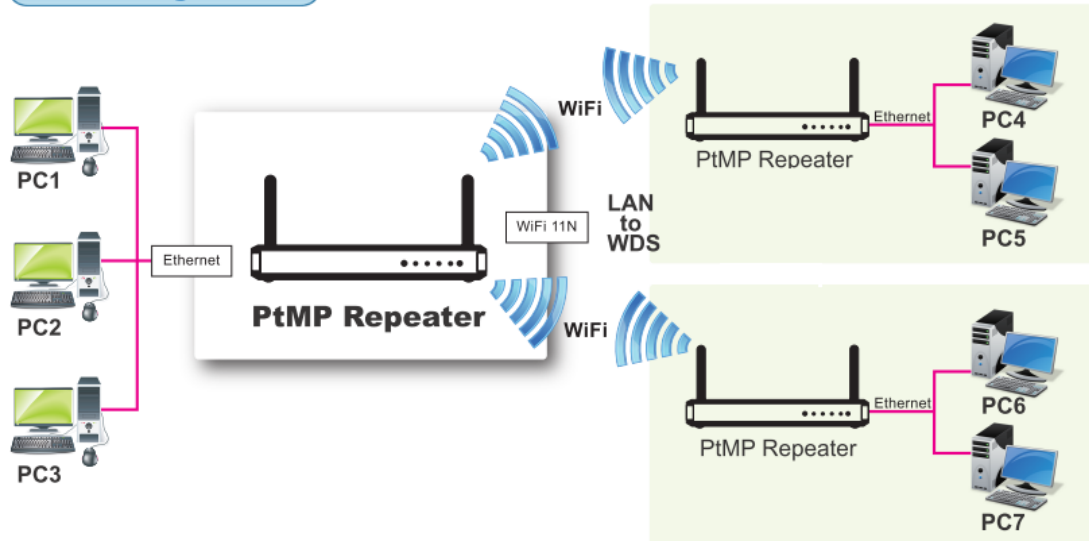 PC1
PC2
PC3
Ethernet
PtMP Repeater
WiFi 11N
WiFi
WiFi
LAN
to
WDS
PtMP Repeater
Ethernet
PC4
PC5
PtMP Repeater
Ethernet
PC6
PC7